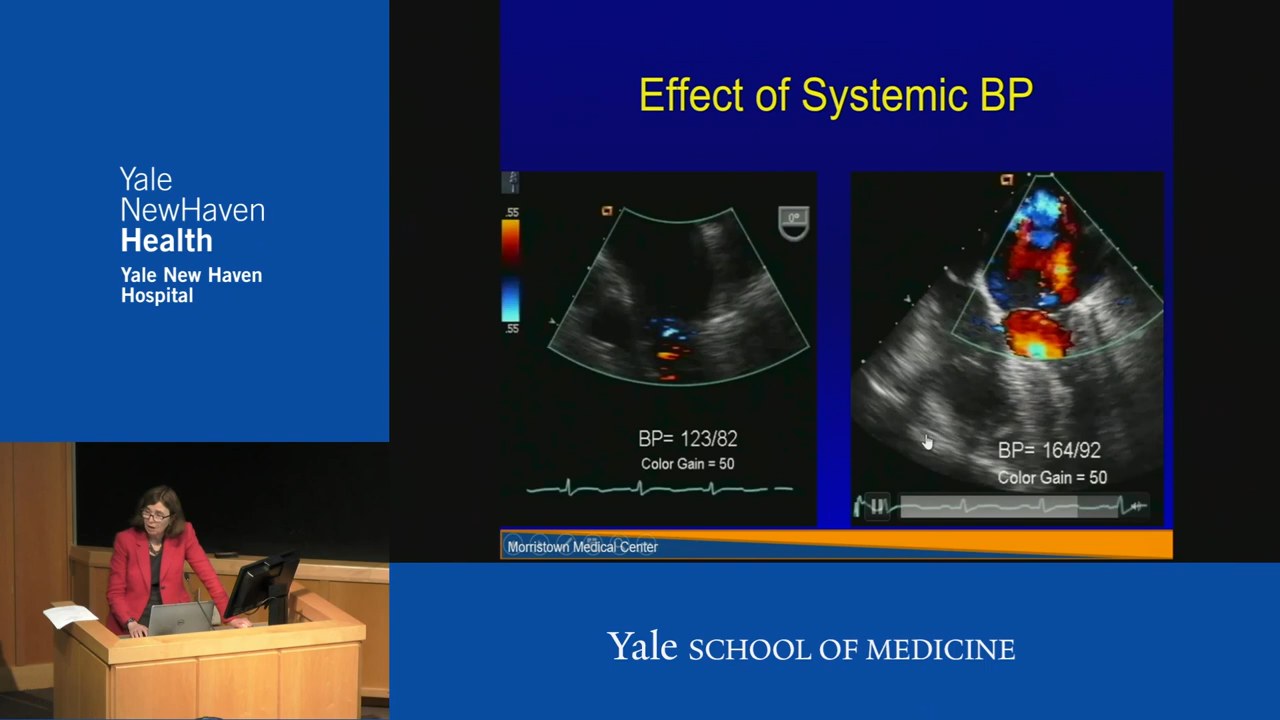 Yale
NewHaven
Health
Yale New Haven
Hospital
Effect of Systemic BP
.55
.55
0°
BP= 123/82
Color Gain = 50
BP= 164/92
Color Gain = 50
Morristown Medical Center
Yale SCHOOL OF MEDICINE